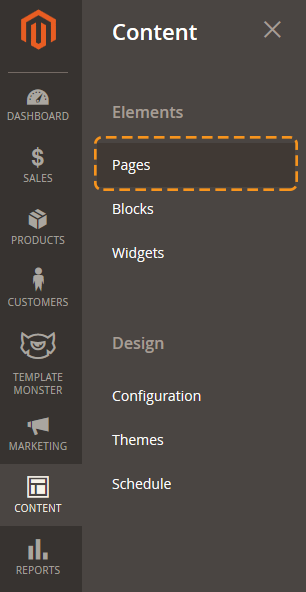 DASHBOARD
SALES
PRODUCTS
CUSTOMERS
TEMPLATE
MONSTER
MARKETING
CONTENT
REPORTS
Content
Elements
Pages
Blocks
Widgets
Design
Configuration
Themes
Schedule